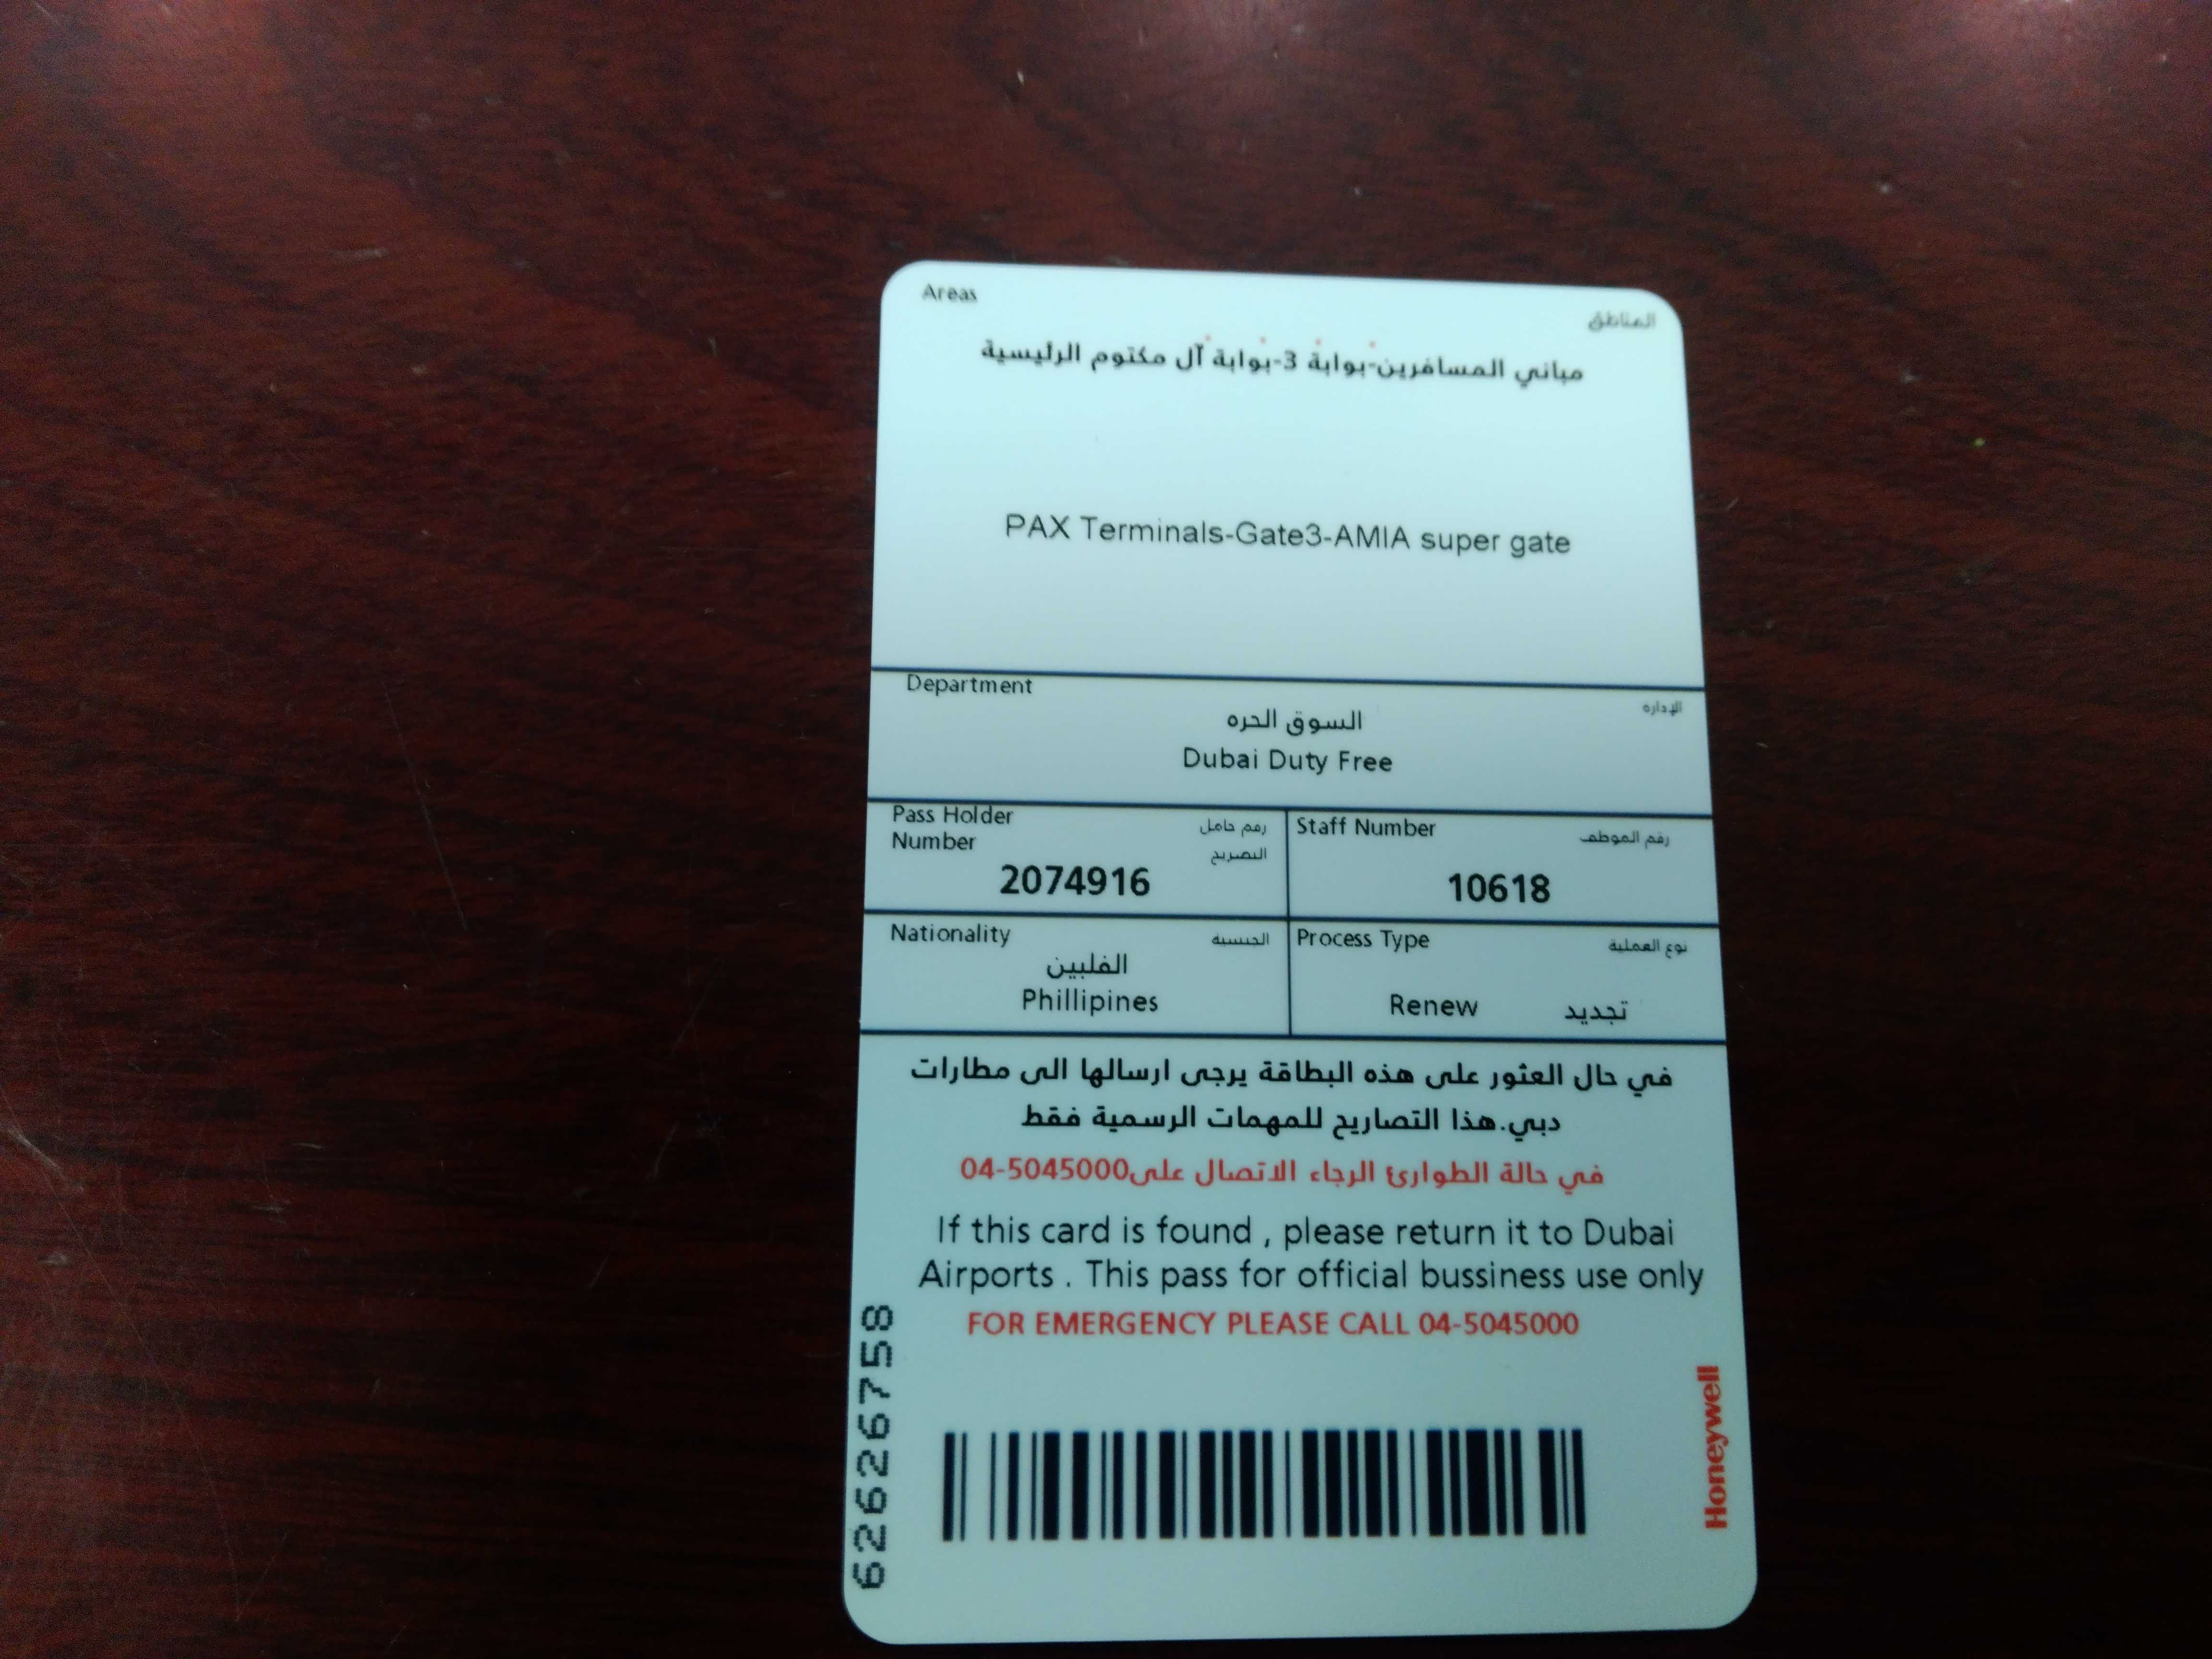 Areas
المناطق
مباني المسافرين-بوابة 3-بوابة آل مكتوم الرئيسية
PAX Terminals-Gate3-AMIA super gate
Department
الإدارة
السوق الحره
Dubai Duty Free
Pass Holder
Number
رقم حامل
التصريح
2074916
Staff Number
رقم الموظف
10618
Nationality
الجنسية
الفلبين
Phillipines
Process Type
نوع العملية
Renew تجديد
في حال العثور على هذه البطاقة يرجى ارسالها الى مطارات
دبي.هذا التصاريح للمهمات الرسمية فقط
في حالة الطوارئ الرجاء الاتصال على04-5045000
If this card is found , please return it to Dubai
Airports . This pass for official bussiness use only
FOR EMERGENCY PLEASE CALL 04-5045000
62626758
Honeywell